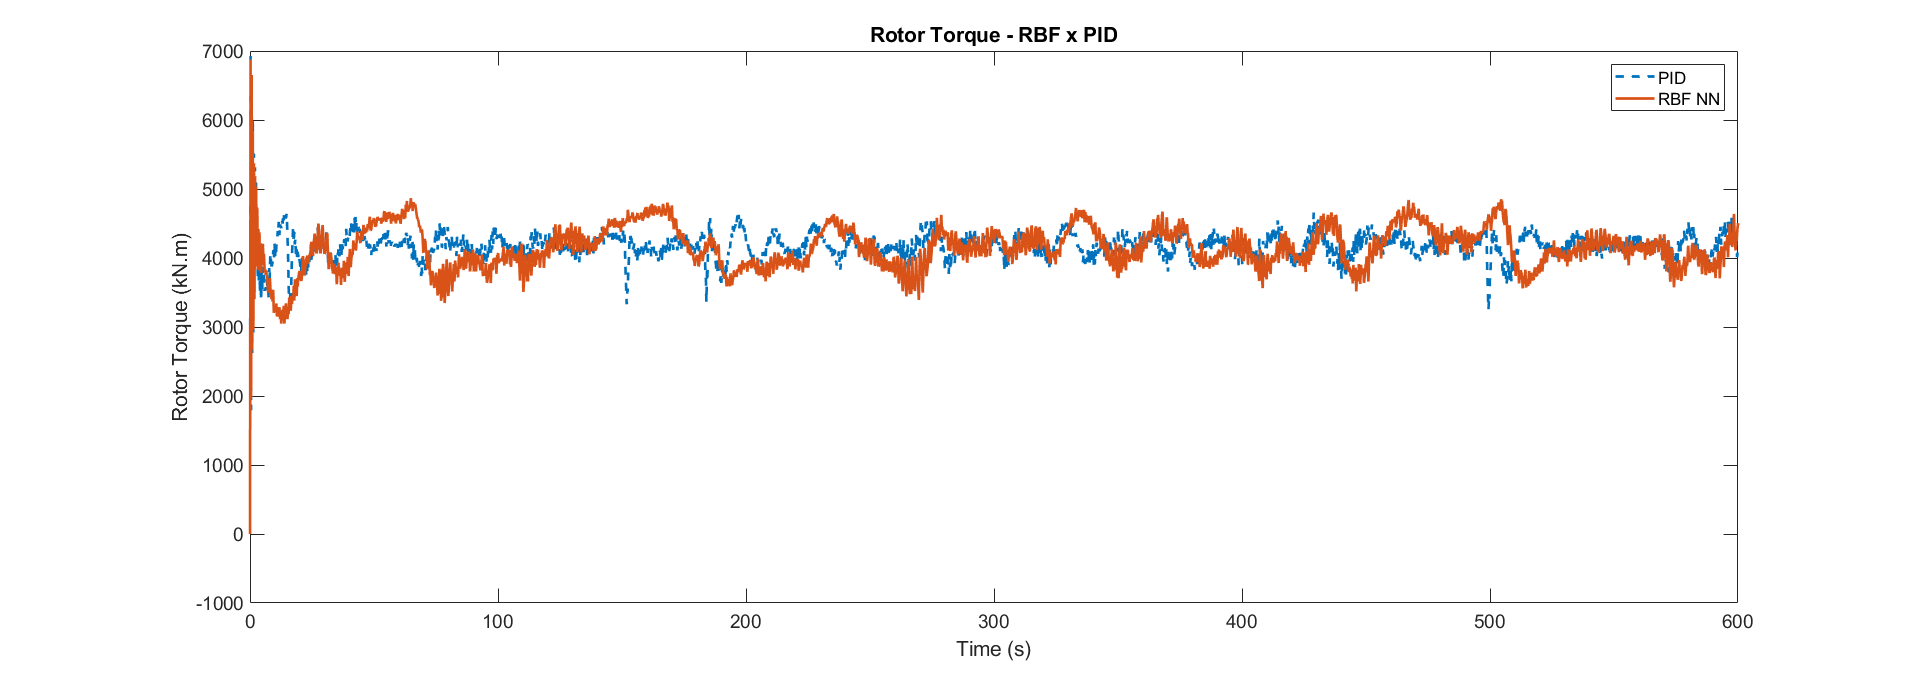 Rotor Torque - RBF x PID
7000
6000
5000
4000
3000
2000
1000
0
-1000
Rotor Torque (kN.m)
PID
RBF NN
0 100 200 300 400 500 600
Time (s)